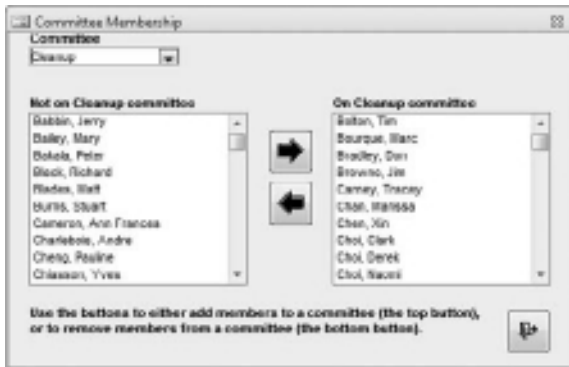 Committee Membership
Committee
Cleanup
Not on Cleanup committee
Babbin, Jerry
Bailey, Mary
Bakala, Peter
Black, Richard
Blades, Matt
Burns, Stuart
Cameron, Ann Frances
Charlebois, Andre
Cheng, Pauline
Chiasson, Yves
On Cleanup committee
Bolton, Tim
Bourque, Marc
Bradley, Don
Browne, Jim
Carney, Tracey
Chan, Marissa
Chen, Xin
Choi, Clark
Choi, Derek
Choi, Naomi
Use the buttons to either add members to a committee (the top button),
or to remove members from a committee (the bottom button).